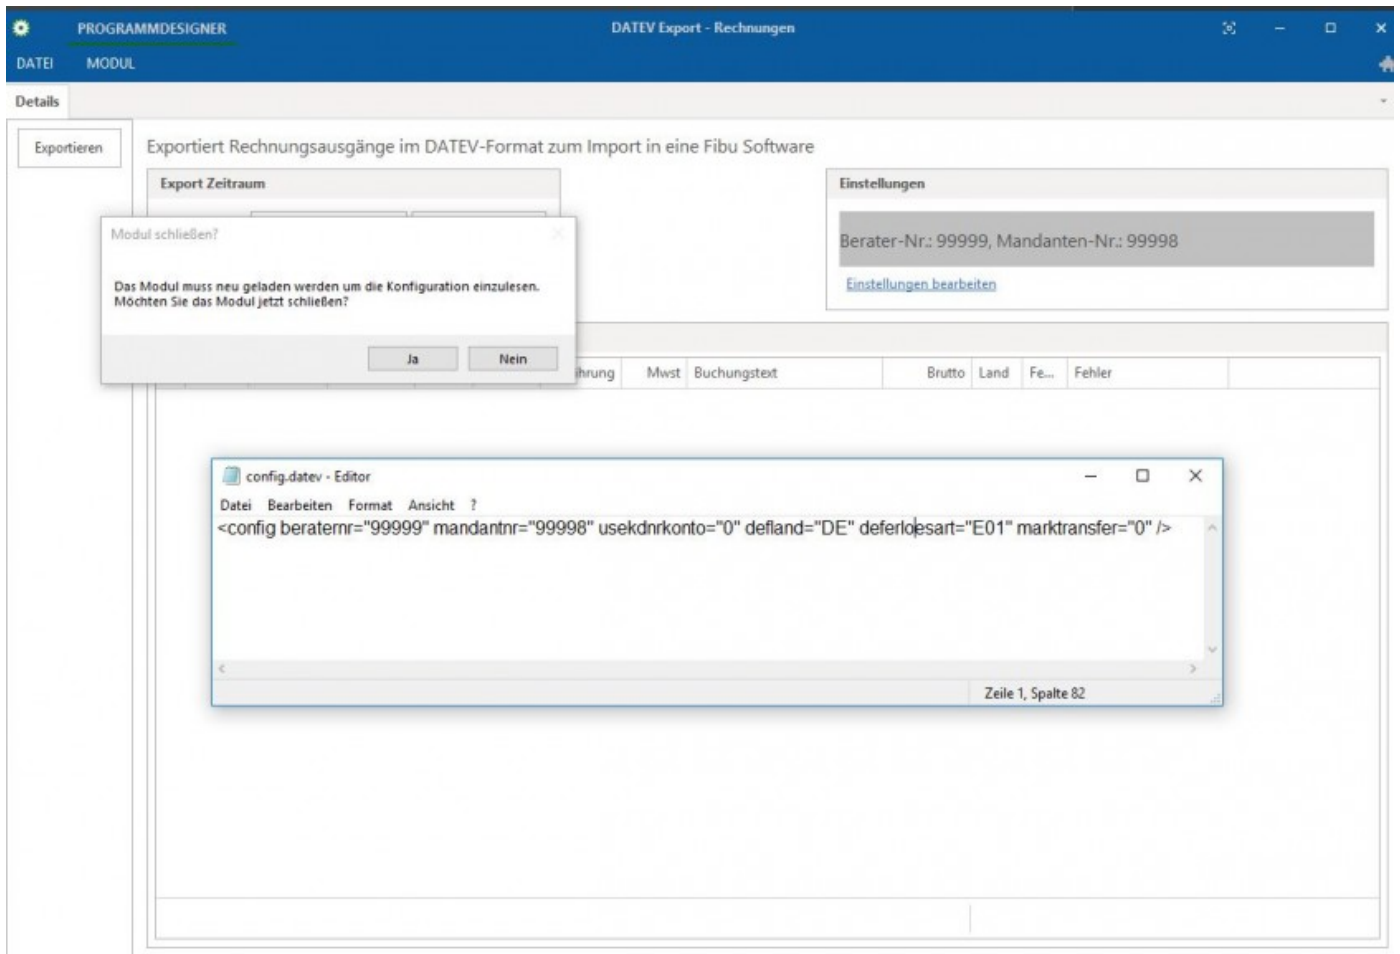 PROGRAMMDESIGNER
DATEV Export - Rechnungen
DATEI MODUL
Details
Exportieren
Exportiert Rechnungsausgänge im DATEV-Format zum Import in eine Fibu Software
Export Zeitraum
Einstellungen
Berater-Nr.: 99999, Mandanten-Nr.: 99998
Einstellungen bearbeiten
Modul schließen?
Das Modul muss neu geladen werden um die Konfiguration einzulesen.
Möchten Sie das Modul jetzt schließen?
Ja Nein
Mwst Buchungstext Brutto Land Fe... Fehler
config.datev - Editor
Datei Bearbeiten Format Ansicht ?
<config beraternr="99999" mandantnr="99998" usekdnrkonto="0" defland="DE" deferloesart="E01" marktransfer="0" />
Zeile 1, Spalte 82